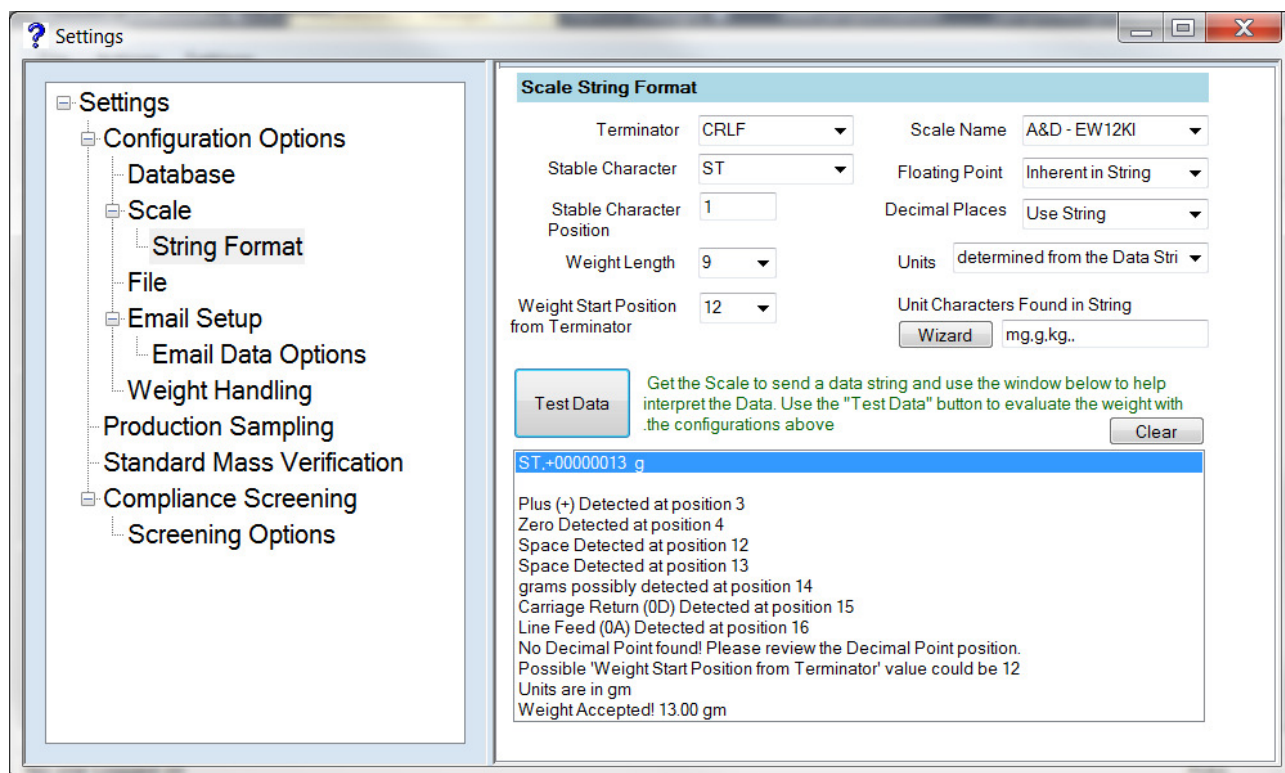 Settings
Settings
Configuration Options
Database
Scale
String Format
File
Email Setup
Email Data Options
Weight Handling
Production Sampling
Standard Mass Verification
Compliance Screening
Screening Options
Scale String Format
Terminator CRLF Scale Name A&D - EW12KI
Stable Character ST Floating Point Inherent in String
Stable Character Position 1 Decimal Places Use String
Weight Length 9 Units determined from the Data Stri
Weight Start Position from Terminator 12 Unit Characters Found in String
Wizard mg,g,kg,,
Test Data
Get the Scale to send a data string and use the window below to help
interpret the Data. Use the "Test Data" button to evaluate the weight with
.the configurations above
Clear
ST,+00000013  g
Plus (+) Detected at position 3
Zero Detected at position 4
Space Detected at position 12
Space Detected at position 13
grams possibly detected at position 14
Carriage Return (0D) Detected at position 15
Line Feed (0A) Detected at position 16
No Decimal Point found! Please review the Decimal Point position.
Possible 'Weight Start Position from Terminator' value could be 12
Units are in gm
Weight Accepted! 13.00 gm